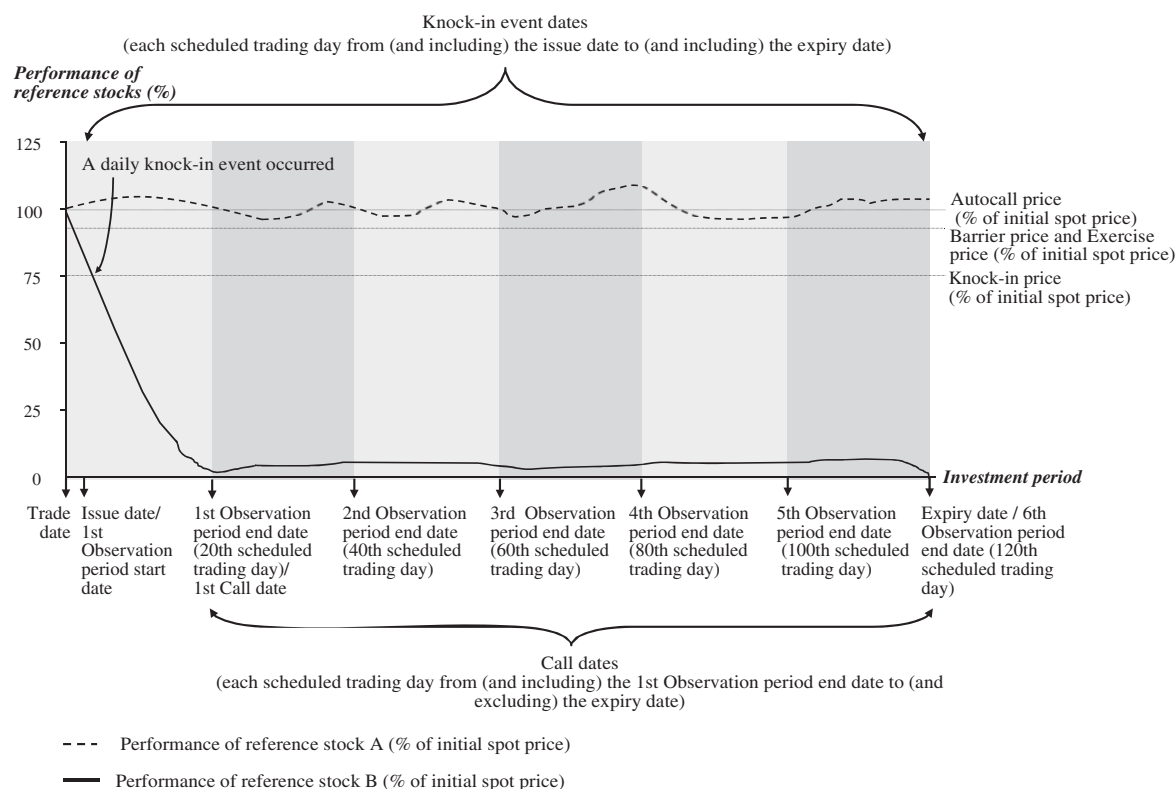 Knock-in event dates
(each scheduled trading day from (and including) the issue date to (and including) the expiry date)
Performance of
reference stocks (%)
125
100
75
50
25
0
A daily knock-in event occurred
Autocall price
(% of initial spot price)
Barrier price and Exercise
price (% of initial spot price)
Knock-in price
(% of initial spot price)
Investment period
Trade
date
Issue date/
1st
Observation
period start
date
1st Observation
period end date
(20th scheduled
trading day)/
1st Call date
2nd Observation
period end date
(40th scheduled
trading day)
3rd Observation
period end date
(60th scheduled
trading day)
4th Observation
period end date
(80th scheduled
trading day)
5th Observation
period end date
(100th scheduled
trading day)
Expiry date / 6th
Observation period
end date (120th
scheduled trading
day)
Call dates
(each scheduled trading day from (and including) the 1st Observation period end date to (and
excluding) the expiry date)
Performance of reference stock A (% of initial spot price)
Performance of reference stock B (% of initial spot price)